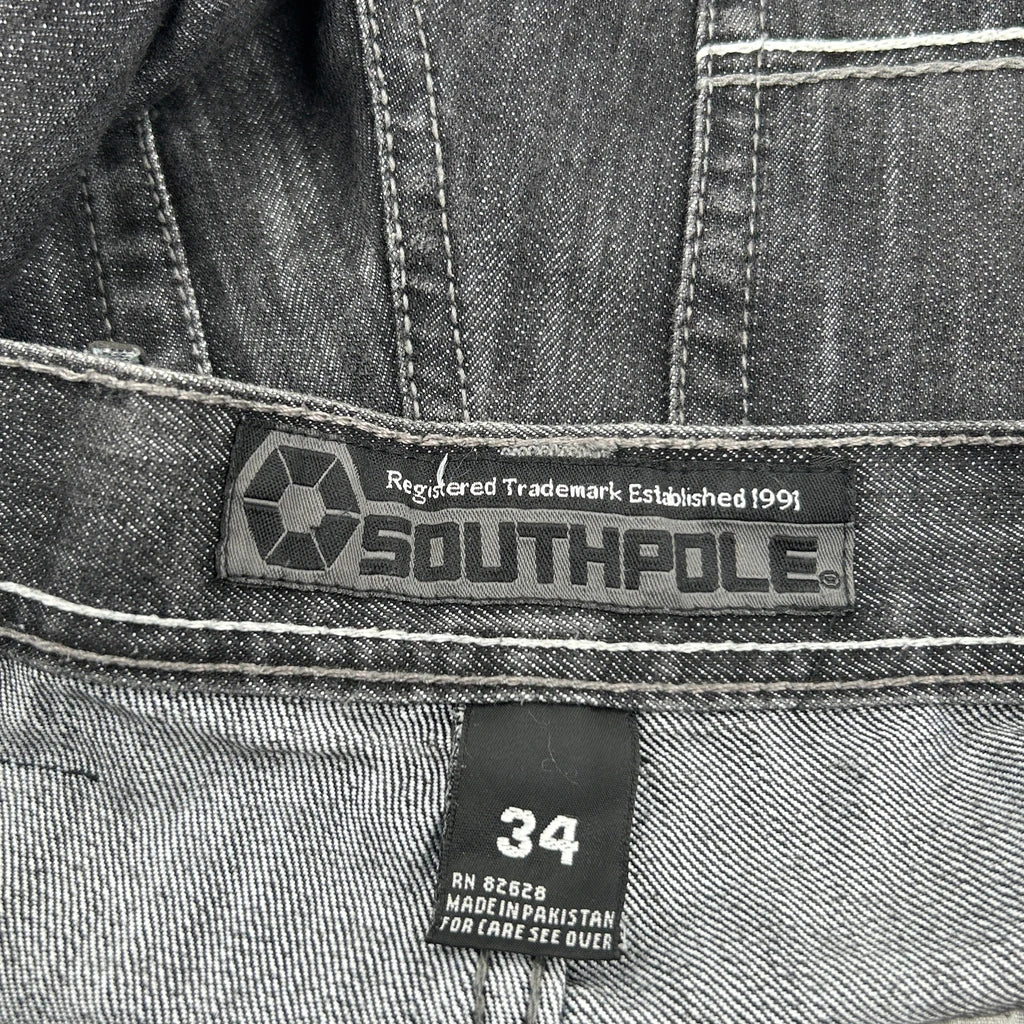 Registered Trademark Established 1991
SOUTHPOLE®
34
RN 82628
MADE IN PAKISTAN
FOR CARE SEE OVER